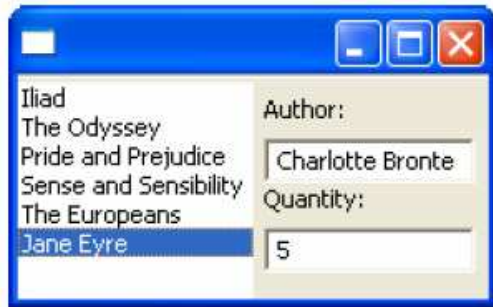 Iliad
The Odyssey
Pride and Prejudice
Sense and Sensibility
The Europeans
Jane Eyre
Author:
Charlotte Bronte
Quantity:
5